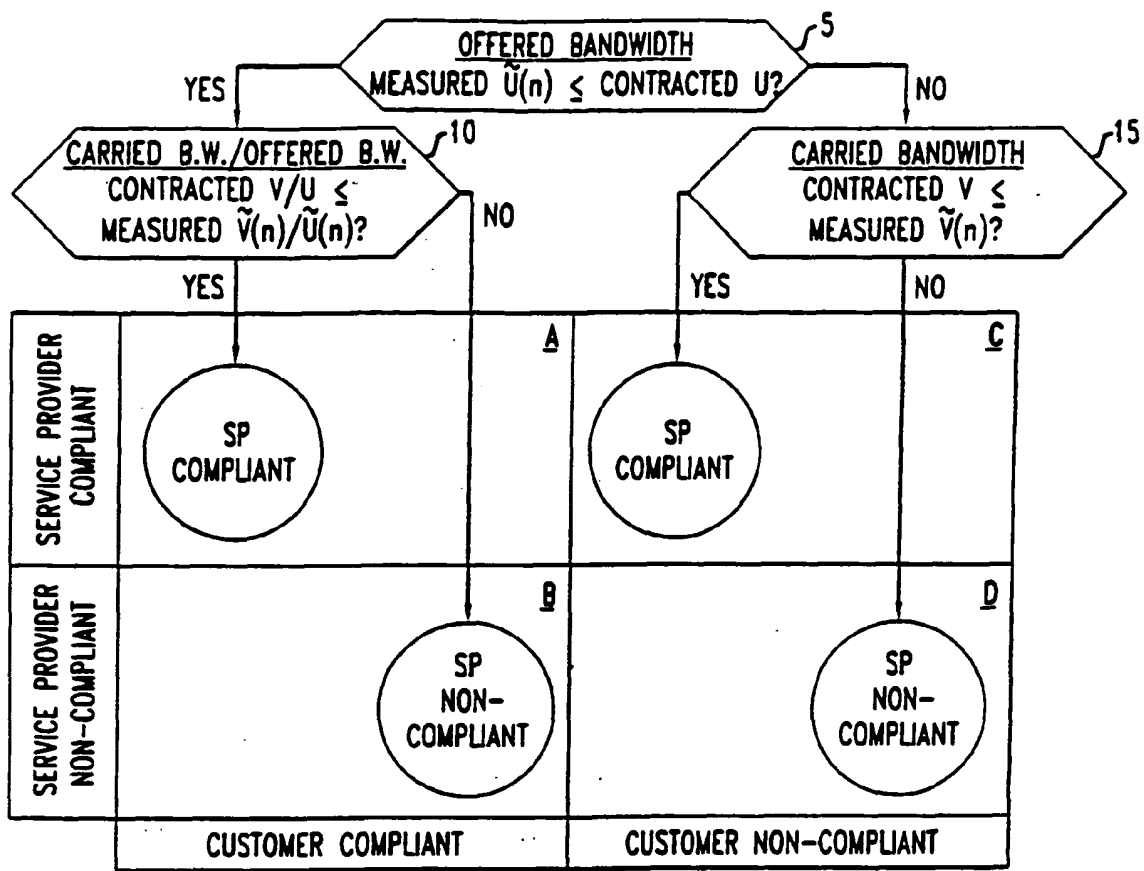 5
OFFERED BANDWIDTH
MEASURED Ũ(n) ≤ CONTRACTED U?
YES
NO
10
CARRIED B.W./OFFERED B.W.
CONTRACTED V/U ≤
MEASURED Ṽ(n)/Ũ(n)?
15
CARRIED BANDWIDTH
CONTRACTED V ≤
MEASURED Ṽ(n)?
NO
YES
YES
NO
SERVICE PROVIDER
COMPLIANT
A
SP
COMPLIANT
C
SP
COMPLIANT
SERVICE PROVIDER
NON-COMPLIANT
B
SP
NON-
COMPLIANT
D
SP
NON-
COMPLIANT
CUSTOMER COMPLIANT
CUSTOMER NON-COMPLIANT